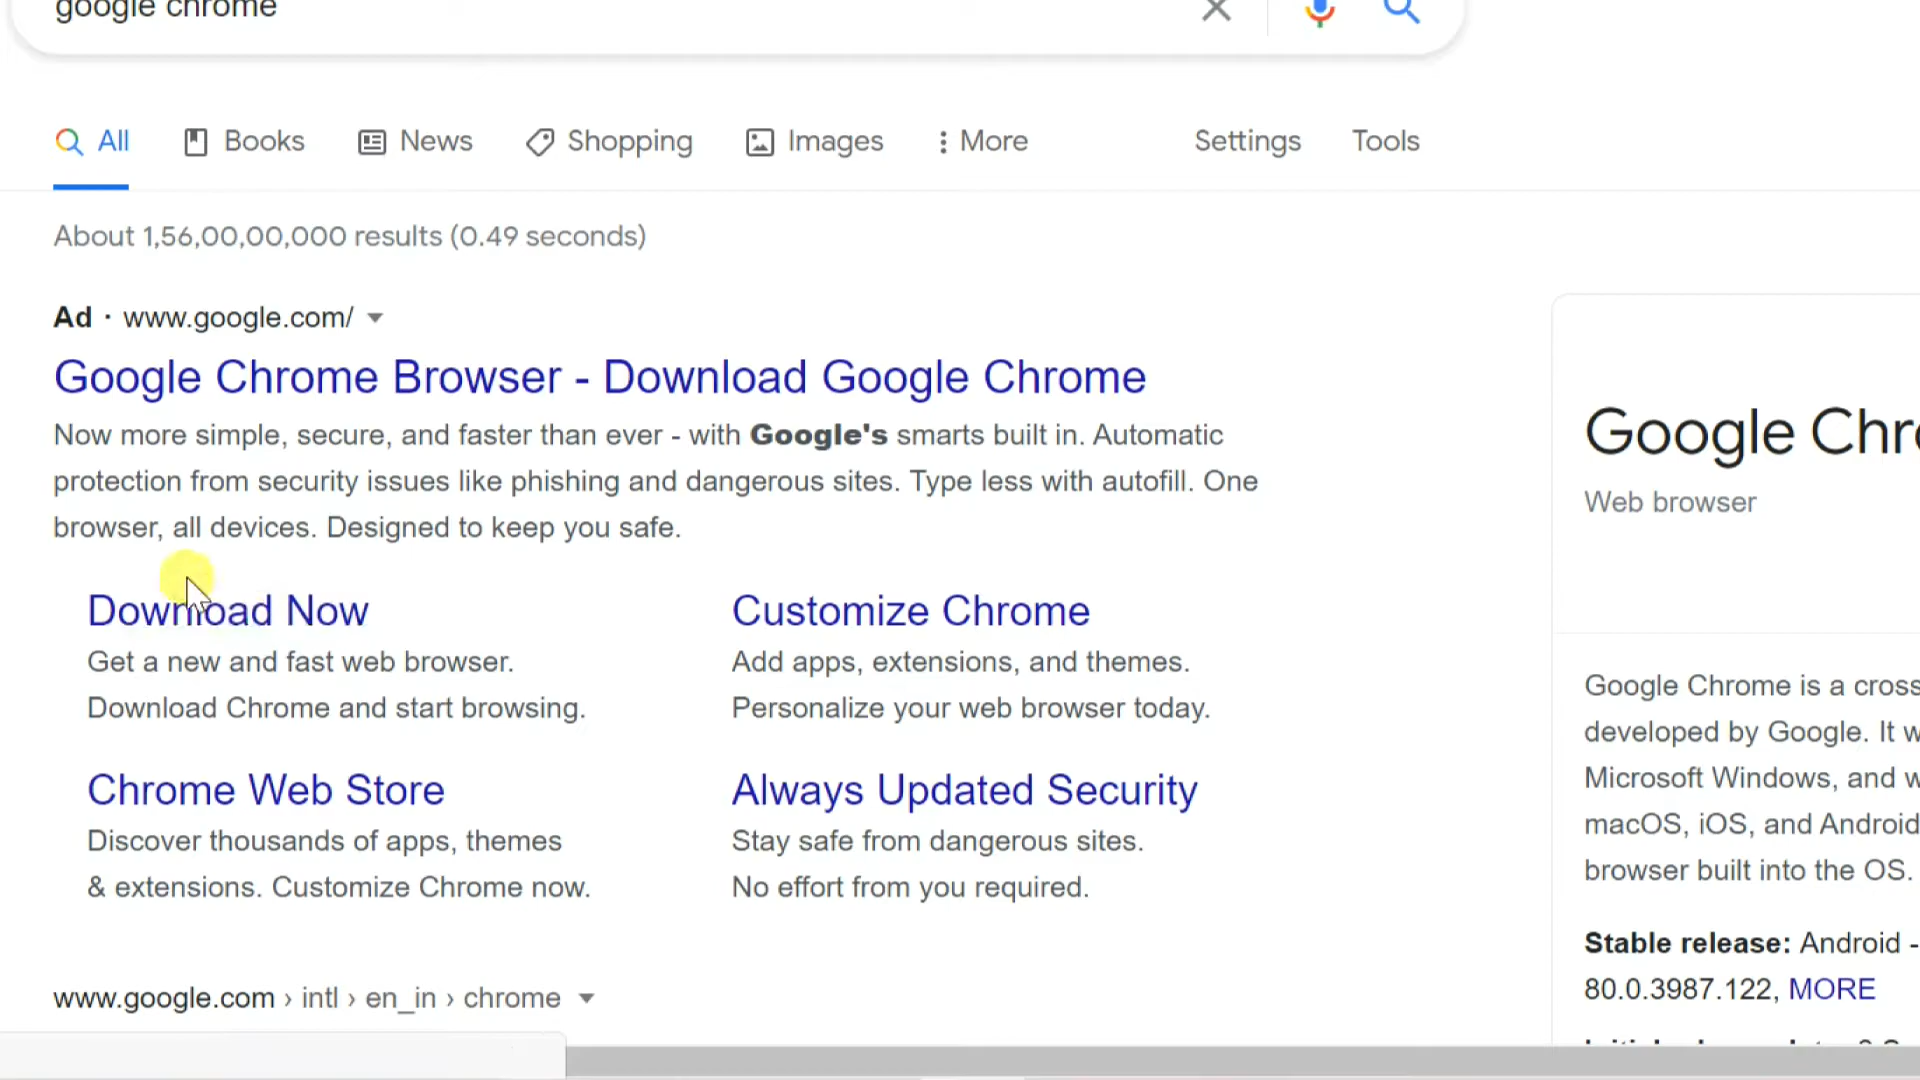 google chrome
All Books News Shopping Images More Settings Tools
About 1,56,00,00,000 results (0.49 seconds)
Ad · www.google.com/
Google Chrome Browser - Download Google Chrome
Now more simple, secure, and faster than ever - with Google's smarts built in. Automatic
protection from security issues like phishing and dangerous sites. Type less with autofill. One
browser, all devices. Designed to keep you safe.
Download Now
Get a new and fast web browser.
Download Chrome and start browsing.
Customize Chrome
Add apps, extensions, and themes.
Personalize your web browser today.
Chrome Web Store
Discover thousands of apps, themes
& extensions. Customize Chrome now.
Always Updated Security
Stay safe from dangerous sites.
No effort from you required.
www.google.com › intl › en_in › chrome
Google Chr
Web browser
Google Chrome is a cross
developed by Google. It w
Microsoft Windows, and w
macOS, iOS, and Android
browser built into the OS.
Stable release: Android -
80.0.3987.122, MORE